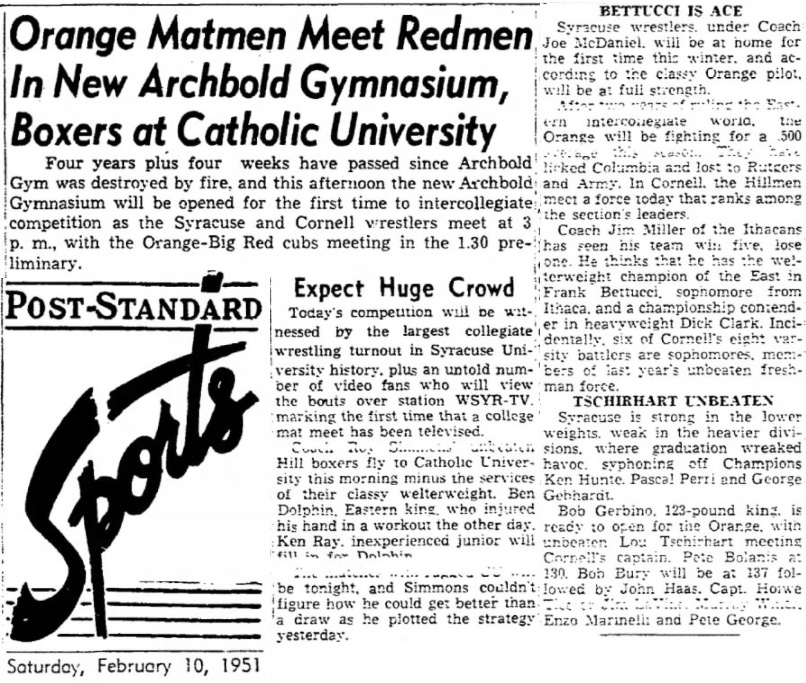 Orange Matmen Meet Redmen
In New Archbold Gymnasium,
Boxers at Catholic University
Four years plus four weeks have passed since Archbold
Gym was destroyed by fire, and this afternoon the new Archbold
Gymnasium will be opened for the first time to intercollegiate
competition as the Syracuse and Cornell wrestlers meet at 3
p. m., with the Orange-Big Red cubs meeting in the 1.30 pre-
liminary.
POST-STANDARD
Sports
Saturday, February 10, 1951
Expect Huge Crowd
Today's competition will be wit-
nessed by the largest collegiate
wrestling turnout in Syracuse Uni-
versity history, plus an untold num-
ber of video fans who will view
the bouts over station WSYR-TV,
marking the first time that a college
mat meet has been televised.
Coach Roy Simmons' unbeaten
Hill boxers fly to Catholic Univer-
sity this morning minus the services
of their classy welterweight, Ben
Dolphin, Eastern king, who injured
his hand in a workout the other day.
Ken Ray, inexperienced junior will
fill in for Dolphin
be tonight, and Simmons couldn't
figure how he could get better than
a draw as he plotted the strategy
yesterday.
BETTUCCI IS ACE
Syracuse wrestlers, under Coach
Joe McDaniel, will be at home for
the first time this winter, and ac-
cording to the classy Orange pilot,
will be at full strength.
After two years of ruling the East-
ern intercollegiate world, the
Orange will be fighting for a .500
average this season. They have
licked Columbia and lost to Rutgers
and Army. In Cornell, the Hillmen
meet a force today that ranks among
the section's leaders.
Coach Jim Miller of the Ithacans
has seen his team win five, lose
one. He thinks that he has the wel-
terweight champion of the East in
Frank Bettucci, sophomore from
Ithaca, and a championship contend-
er in heavyweight Dick Clark. Inci-
dentally, six of Cornell's eight var-
sity battlers are sophomores, mem-
bers of last year's unbeaten fresh-
man force.
TSCHIRHART UNBEATEN
Syracuse is strong in the lower
weights, weak in the heavier divi-
sions, where graduation wreaked
havoc, syphoning off Champions
Ken Hunte, Pascal Perri and George
Gebhardt.
Bob Gerbino, 123-pound king, is
ready to open for the Orange, with
unbeaten Lou Tschirhart meeting
Cornell's captain, Pete Bolanis at
130. Bob Bury will be at 137 fol-
lowed by John Haas, Capt. Howe
Enzo Marinelli and Pete George.